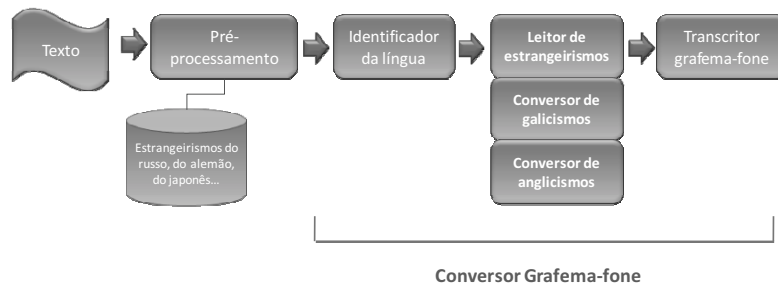 Texto
Pré-
processamento
Identificador
da língua
Leitor de
estrangeirismos
Transcritor
grafema-fone
Conversor de
galicismos
Conversor de
anglicismos
Estrangeirismos do
russo, do alemão,
do japonês...
Conversor Grafema-fone